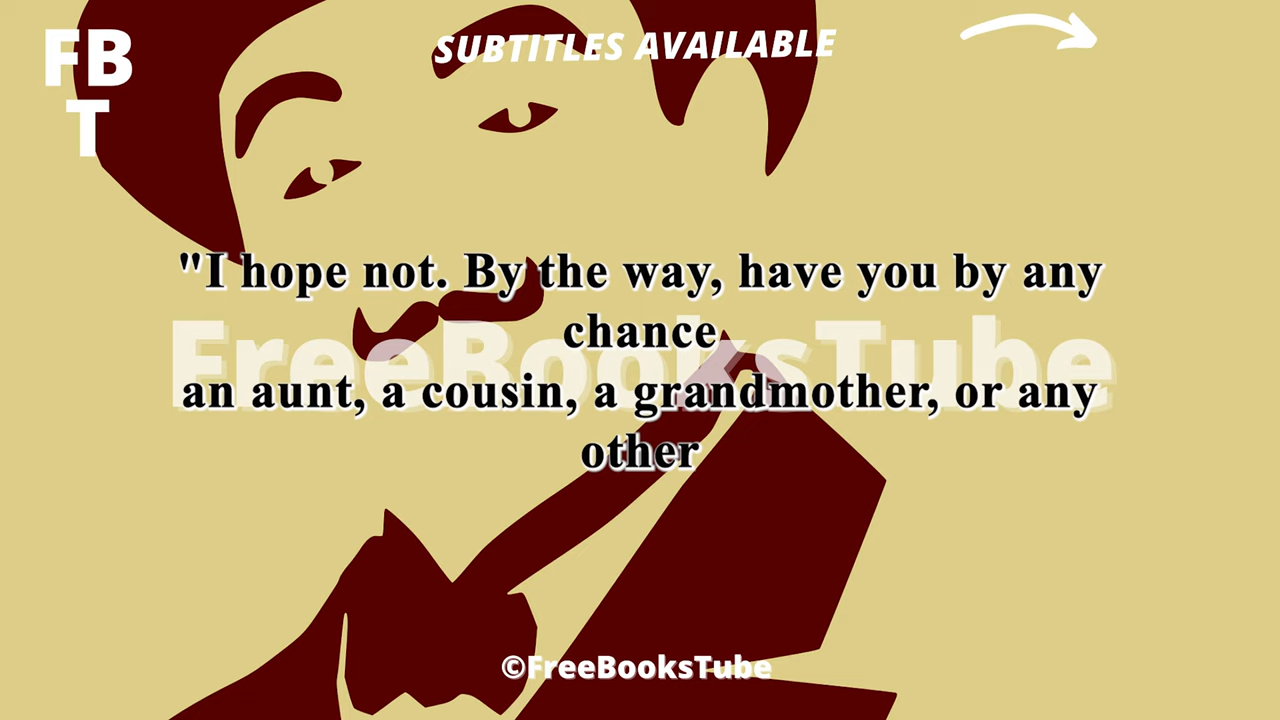 FB
T
SUBTITLES AVAILABLE
"I hope not. By the way, have you by any
chance
FreeBooksTube
an aunt, a cousin, a grandmother, or any
other
©FreeBooksTube